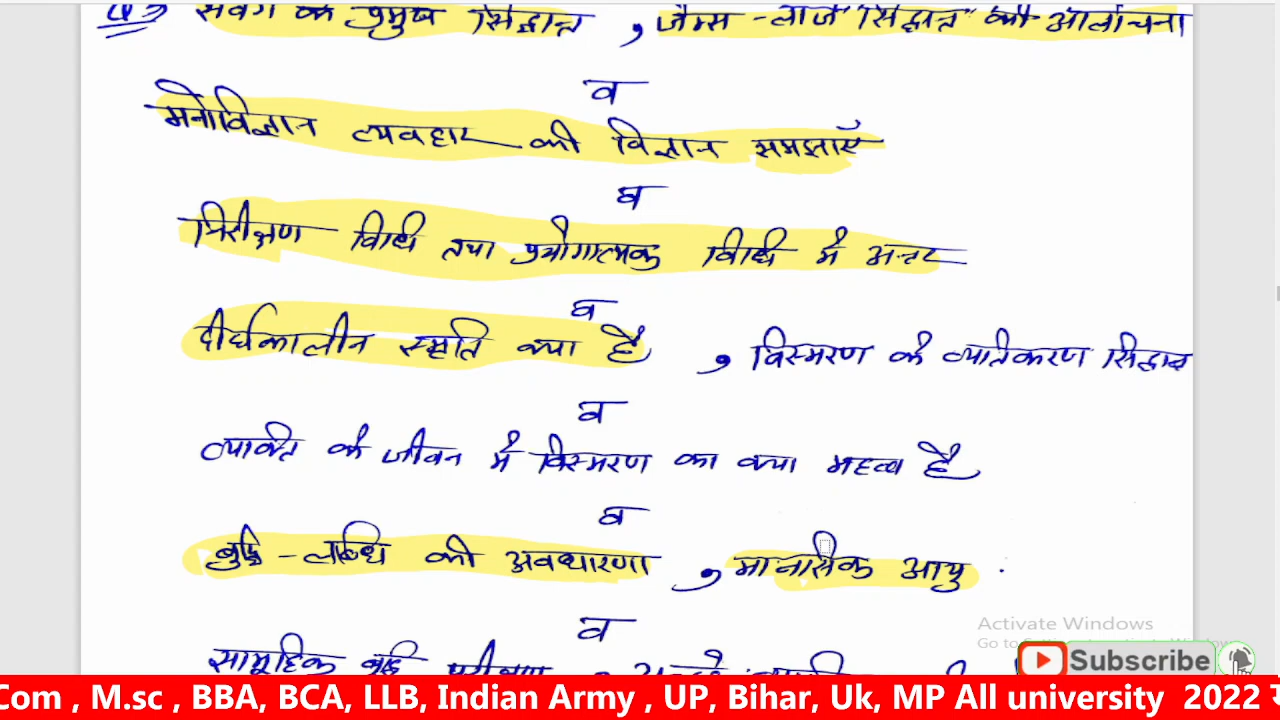 संवेग के प्रमुख सिद्धान्त , जेम्स-लांजे सिद्धान्त की आलोचना
व
मनोविज्ञान व्यवहार की विज्ञान समझाएँ
व
निरीक्षण विधि तथा प्रयोगात्मक विधि में अन्तर
व
दीर्घकालीन स्मृति क्या है , विस्मरण के व्यतिकरण सिद्धान्त
व
व्यक्ति के जीवन में विस्मरण का क्या महत्व है
व
बुद्धि-लब्धि की अवधारणा , मानसिक आयु
व
सामूहिक बुद्धि परीक्षण
Activate Windows
Subscribe
Com , M.sc , BBA, BCA, LLB, Indian Army , UP, Bihar, Uk, MP All university 2022